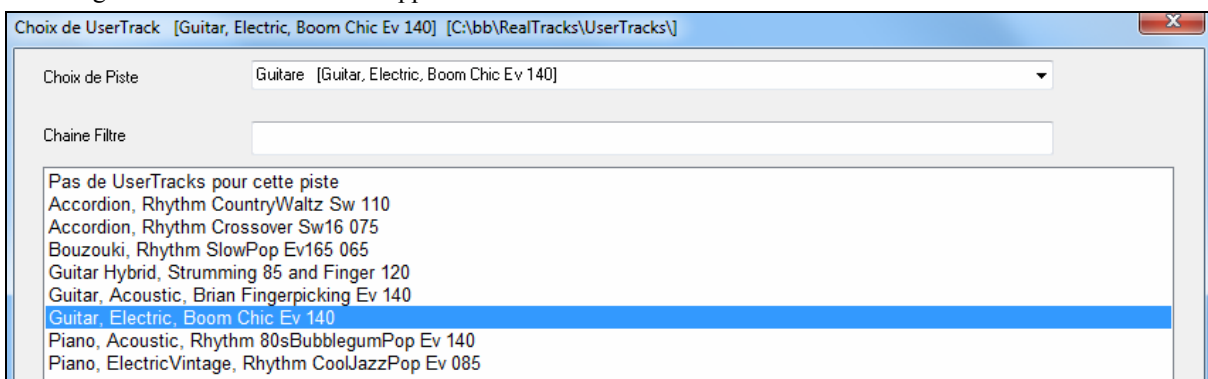 Choix de UserTrack [Guitar, Electric, Boom Chic Ev 140] [C:\bb\RealTracks\UserTracks\]
Choix de Piste Guitare [Guitar, Electric, Boom Chic Ev 140]
Chaine Filtre
Pas de UserTracks pour cette piste
Accordion, Rhythm CountryWaltz Sw 110
Accordion, Rhythm Crossover Sw16 075
Bouzouki, Rhythm SlowPop Ev165 065
Guitar Hybrid, Strumming 85 and Finger 120
Guitar, Acoustic, Brian Fingerpicking Ev 140
Guitar, Electric, Boom Chic Ev 140
Piano, Acoustic, Rhythm 80sBubblegumPop Ev 140
Piano, ElectricVintage, Rhythm CoolJazzPop Ev 085